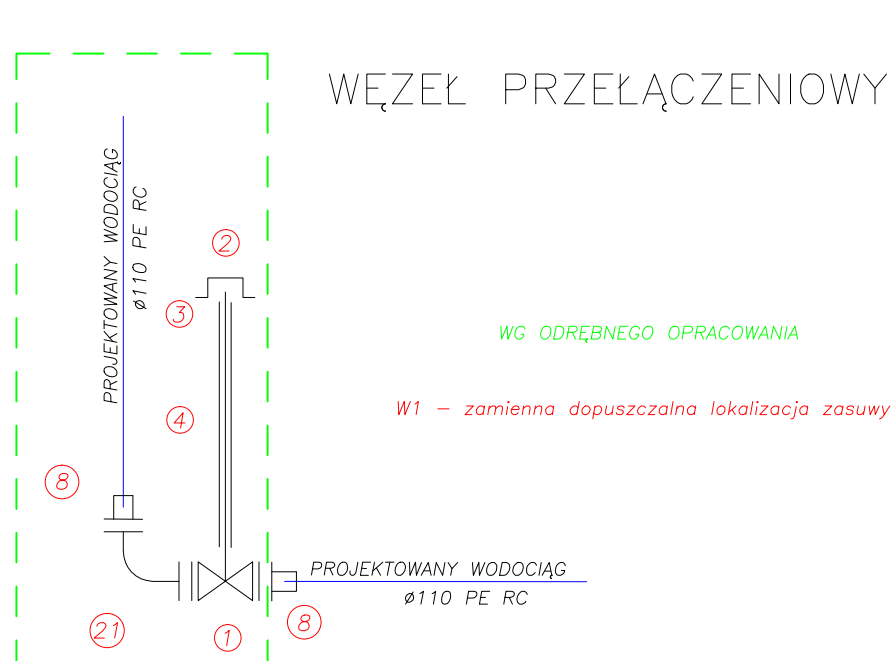 WĘZEŁ PRZEŁĄCZENIOWY
PROJEKTOWANY WODOCIĄG
ø110 PE RC
2
3
WG ODRĘBNEGO OPRACOWANIA
W1 – zamienna dopuszczalna lokalizacja zasuwy
4
8
PROJEKTOWANY WODOCIĄG
ø110 PE RC
21
1
8